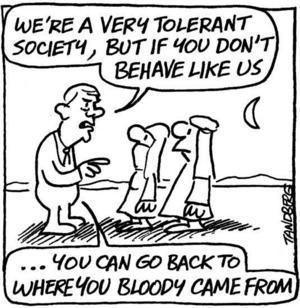 WE'RE A VERY TOLERANT
SOCIETY, BUT IF YOU DON'T
BEHAVE LIKE US
... YOU CAN GO BACK TO
WHERE YOU BLOODY CAME FROM
TANDBERG